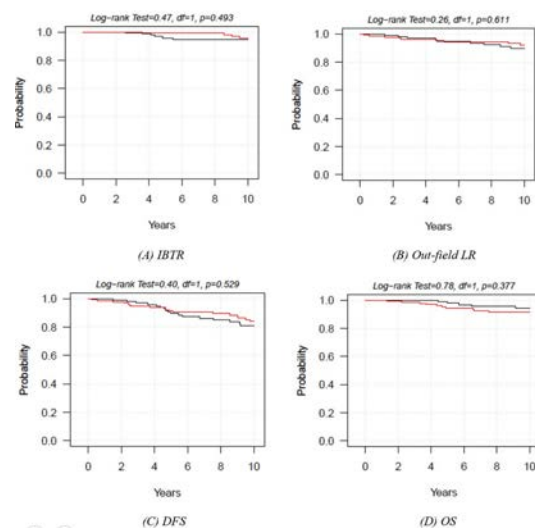 Log-rank Test=0.47, df=1, p=0.493
Probability
1.0
0.8
0.6
0.4
0.2
0.0
0 2 4 6 8 10
Years
(A) IBTR
Log-rank Test=0.26, df=1, p=0.611
Probability
1.0
0.8
0.6
0.4
0.2
0.0
0 2 4 6 8 10
Years
(B) Out-field LR
Log-rank Test=0.40, df=1, p=0.529
Probability
1.0
0.8
0.6
0.4
0.2
0.0
0 2 4 6 8 10
Years
(C) DFS
Log-rank Test=0.78, df=1, p=0.377
Probability
1.0
0.8
0.6
0.4
0.2
0.0
0 2 4 6 8 10
Years
(D) OS